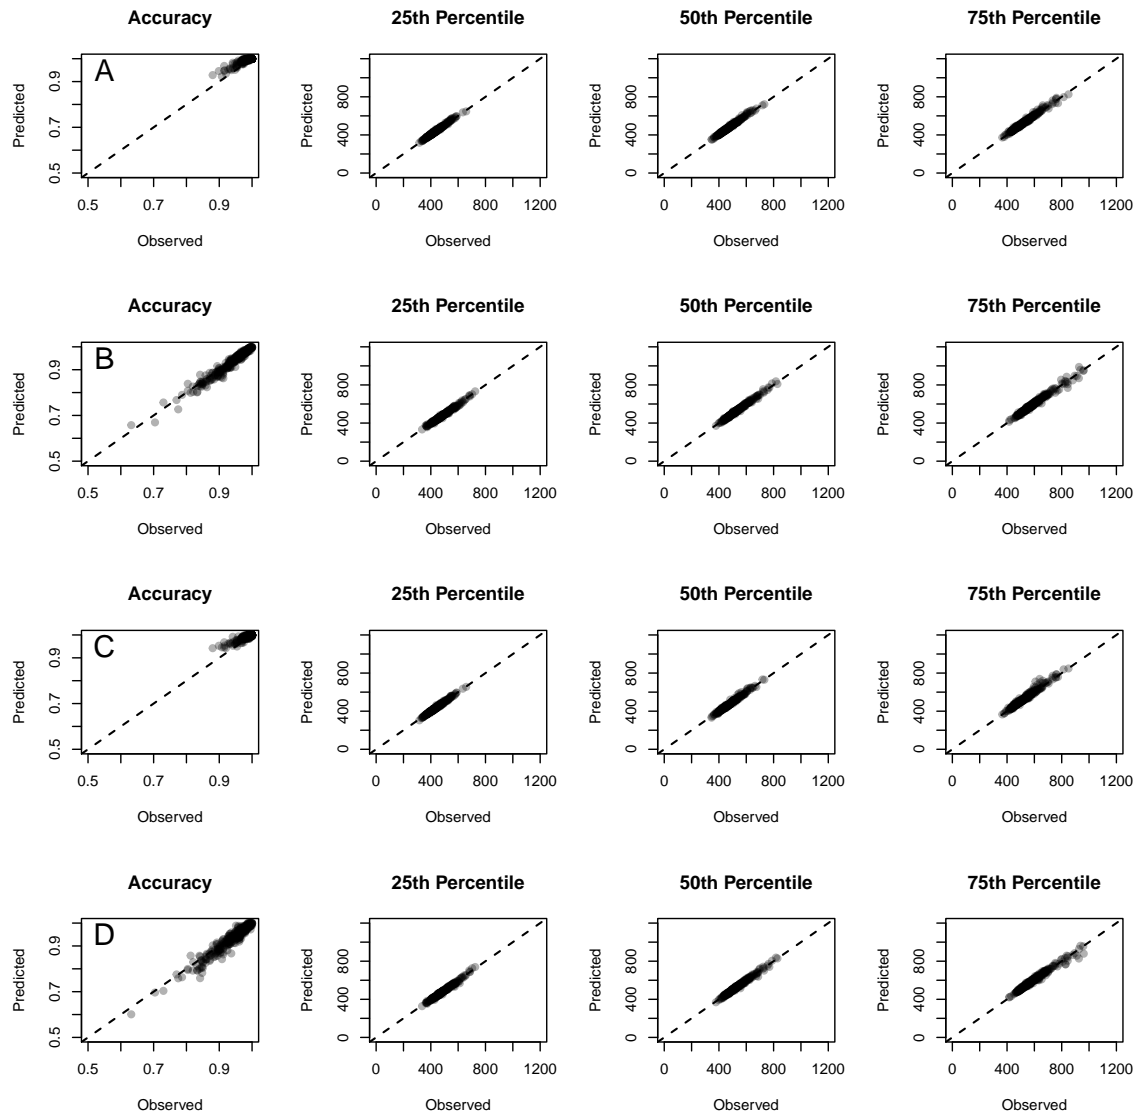 Accuracy 25th Percentile 50th Percentile 75th Percentile
A
Predicted 0.5 0.7 0.9 Predicted 0 400 800 Predicted 0 400 800 Predicted 0 400 800
0.5 0.7 0.9 0 400 800 1200 0 400 800 1200 0 400 800 1200
Observed Observed Observed Observed
Accuracy 25th Percentile 50th Percentile 75th Percentile
B
Predicted 0.5 0.7 0.9 Predicted 0 400 800 Predicted 0 400 800 Predicted 0 400 800
0.5 0.7 0.9 0 400 800 1200 0 400 800 1200 0 400 800 1200
Observed Observed Observed Observed
Accuracy 25th Percentile 50th Percentile 75th Percentile
C
Predicted 0.5 0.7 0.9 Predicted 0 400 800 Predicted 0 400 800 Predicted 0 400 800
0.5 0.7 0.9 0 400 800 1200 0 400 800 1200 0 400 800 1200
Observed Observed Observed Observed
Accuracy 25th Percentile 50th Percentile 75th Percentile
D
Predicted 0.5 0.7 0.9 Predicted 0 400 800 Predicted 0 400 800 Predicted 0 400 800
0.5 0.7 0.9 0 400 800 1200 0 400 800 1200 0 400 800 1200
Observed Observed Observed Observed